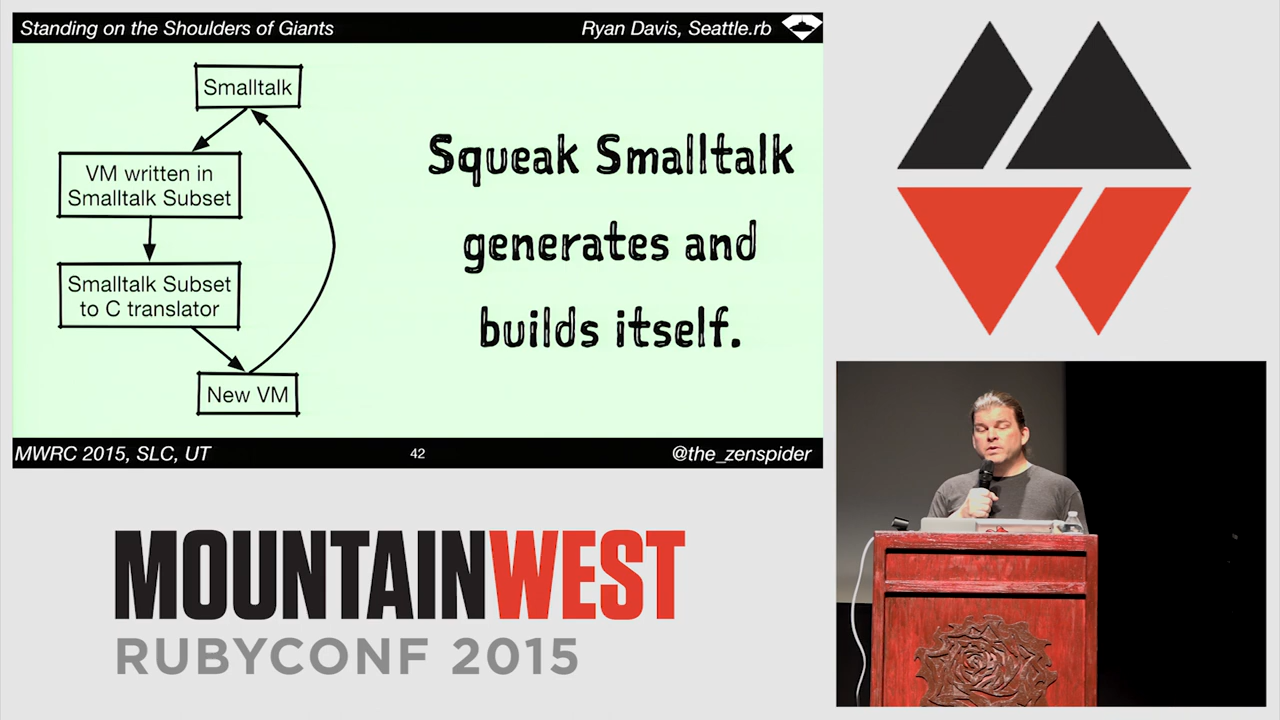 Standing on the Shoulders of Giants
Ryan Davis, Seattle.rb
Smalltalk
VM written in
Smalltalk Subset
Smalltalk Subset
to C translator
New VM
Squeak Smalltalk
generates and
builds itself.
MWRC 2015, SLC, UT
42
@the_zenspider
MOUNTAINWEST
RUBYCONF 2015